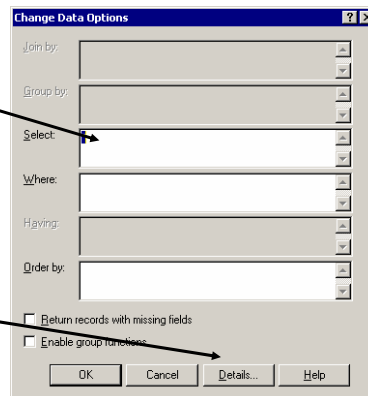 Change Data Options
Join by:
Group by:
Select:
Where:
Having:
Order by:
Return records with missing fields
Enable group functions
OK Cancel Details... Help